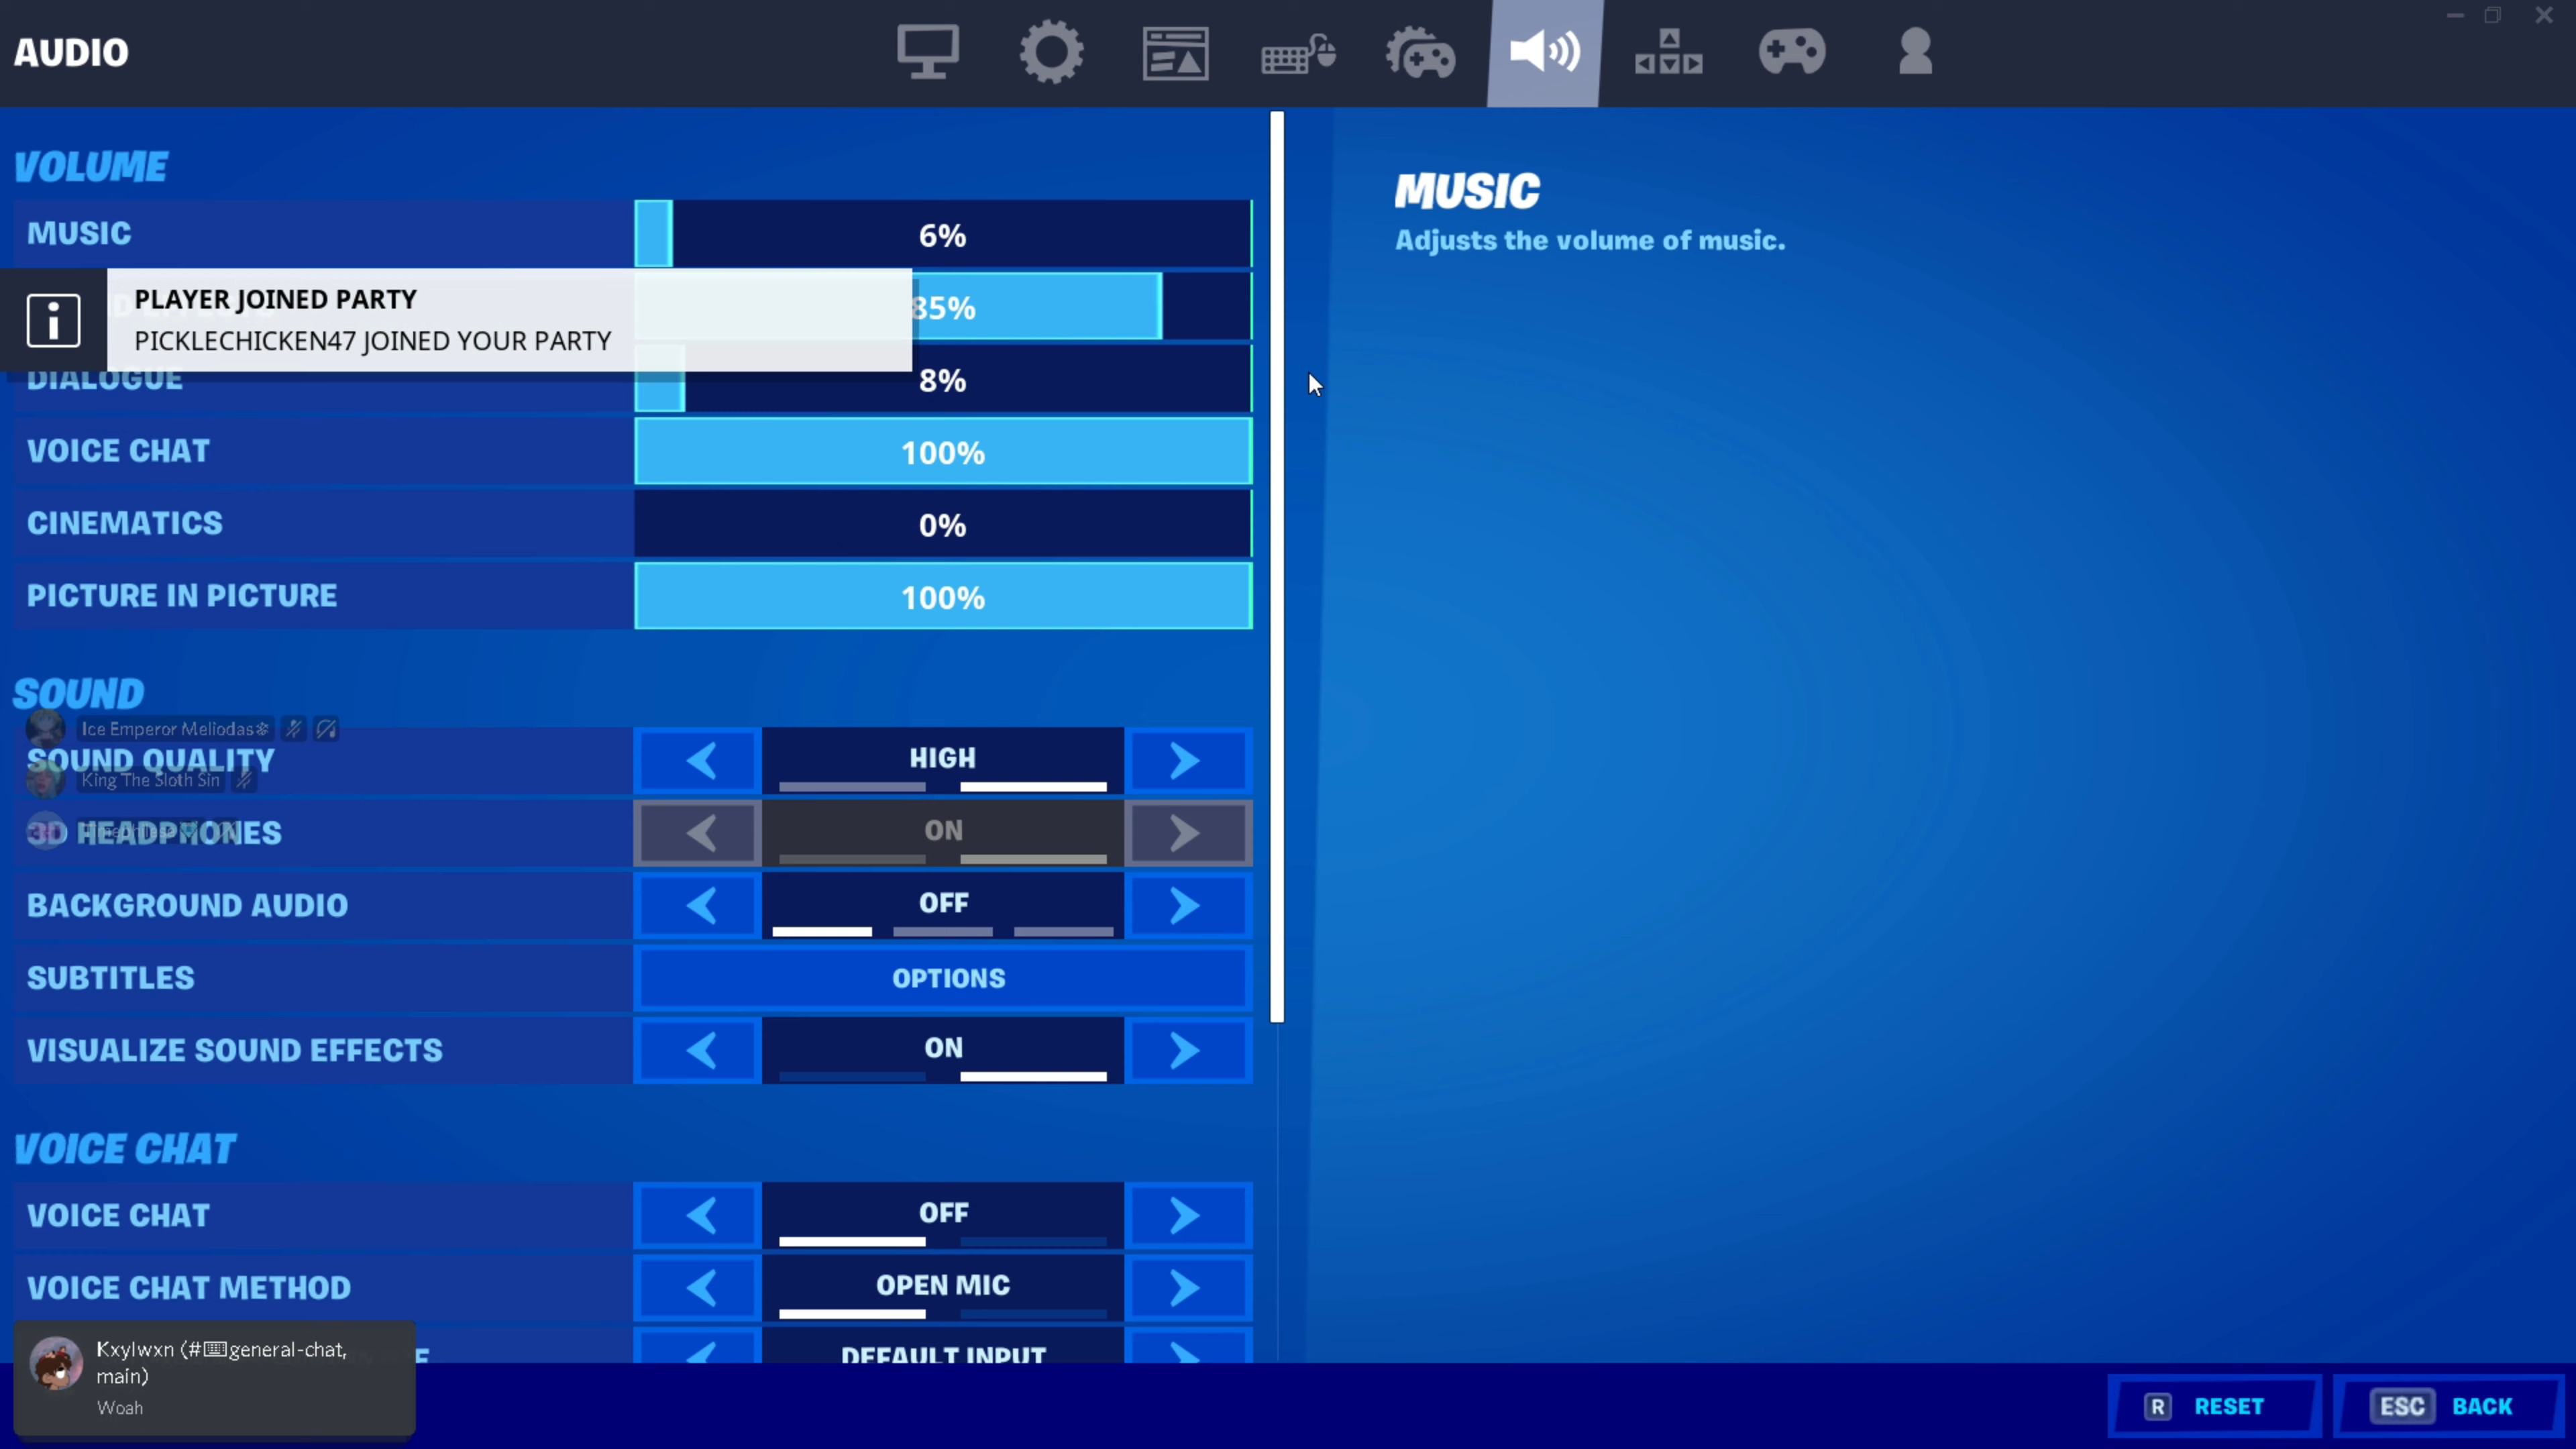 AUDIO
VOLUME
MUSIC
6%
MUSIC
Adjusts the volume of music.
PLAYER JOINED PARTY
PICKLECHICKEN47 JOINED YOUR PARTY
85%
DIALOGUE
8%
VOICE CHAT
100%
CINEMATICS
0%
PICTURE IN PICTURE
100%
SOUND
Ice Emperor Meliodas❄
SOUND QUALITY
HIGH
King The Sloth Sin
3D HEADPHONES
ON
BACKGROUND AUDIO
OFF
SUBTITLES
OPTIONS
VISUALIZE SOUND EFFECTS
ON
VOICE CHAT
VOICE CHAT
OFF
VOICE CHAT METHOD
OPEN MIC
DEFAULT INPUT
Kxylwxn (#⌨general-chat,
main)
Woah
R RESET
ESC BACK